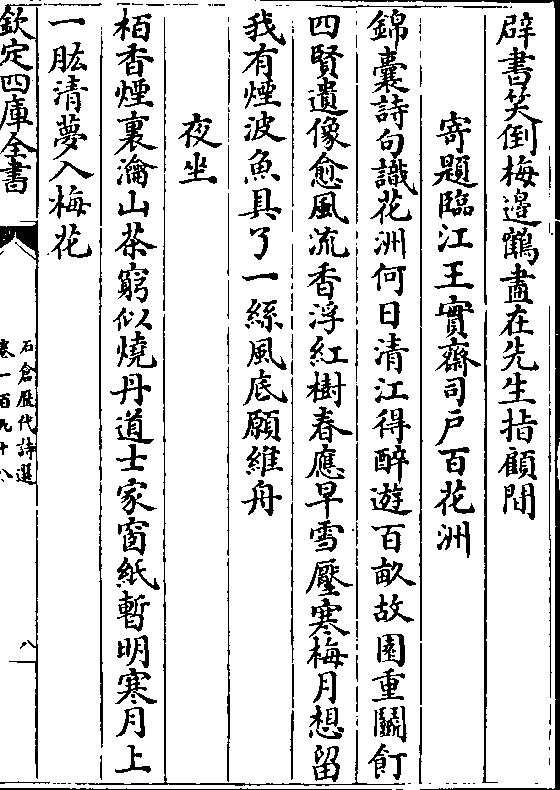 辟書笑倒梅邉鶴盡在先生指顧間
寄題臨江王實齋司户百花洲
錦囊詩句識花洲何日清江得醉遊百畝故園重闢飣
四賢遺像愈風流香浮紅樹春應早雪壓寒梅月想留
我有煙波魚具了一絲風底願維舟
夜坐
栢香煙裏瀹山茶窮似燒丹道士家窗紙暫明寒月上
一肱清夢入梅花
欽定四庫全書
石倉歷代詩選
卷一百九十八
八